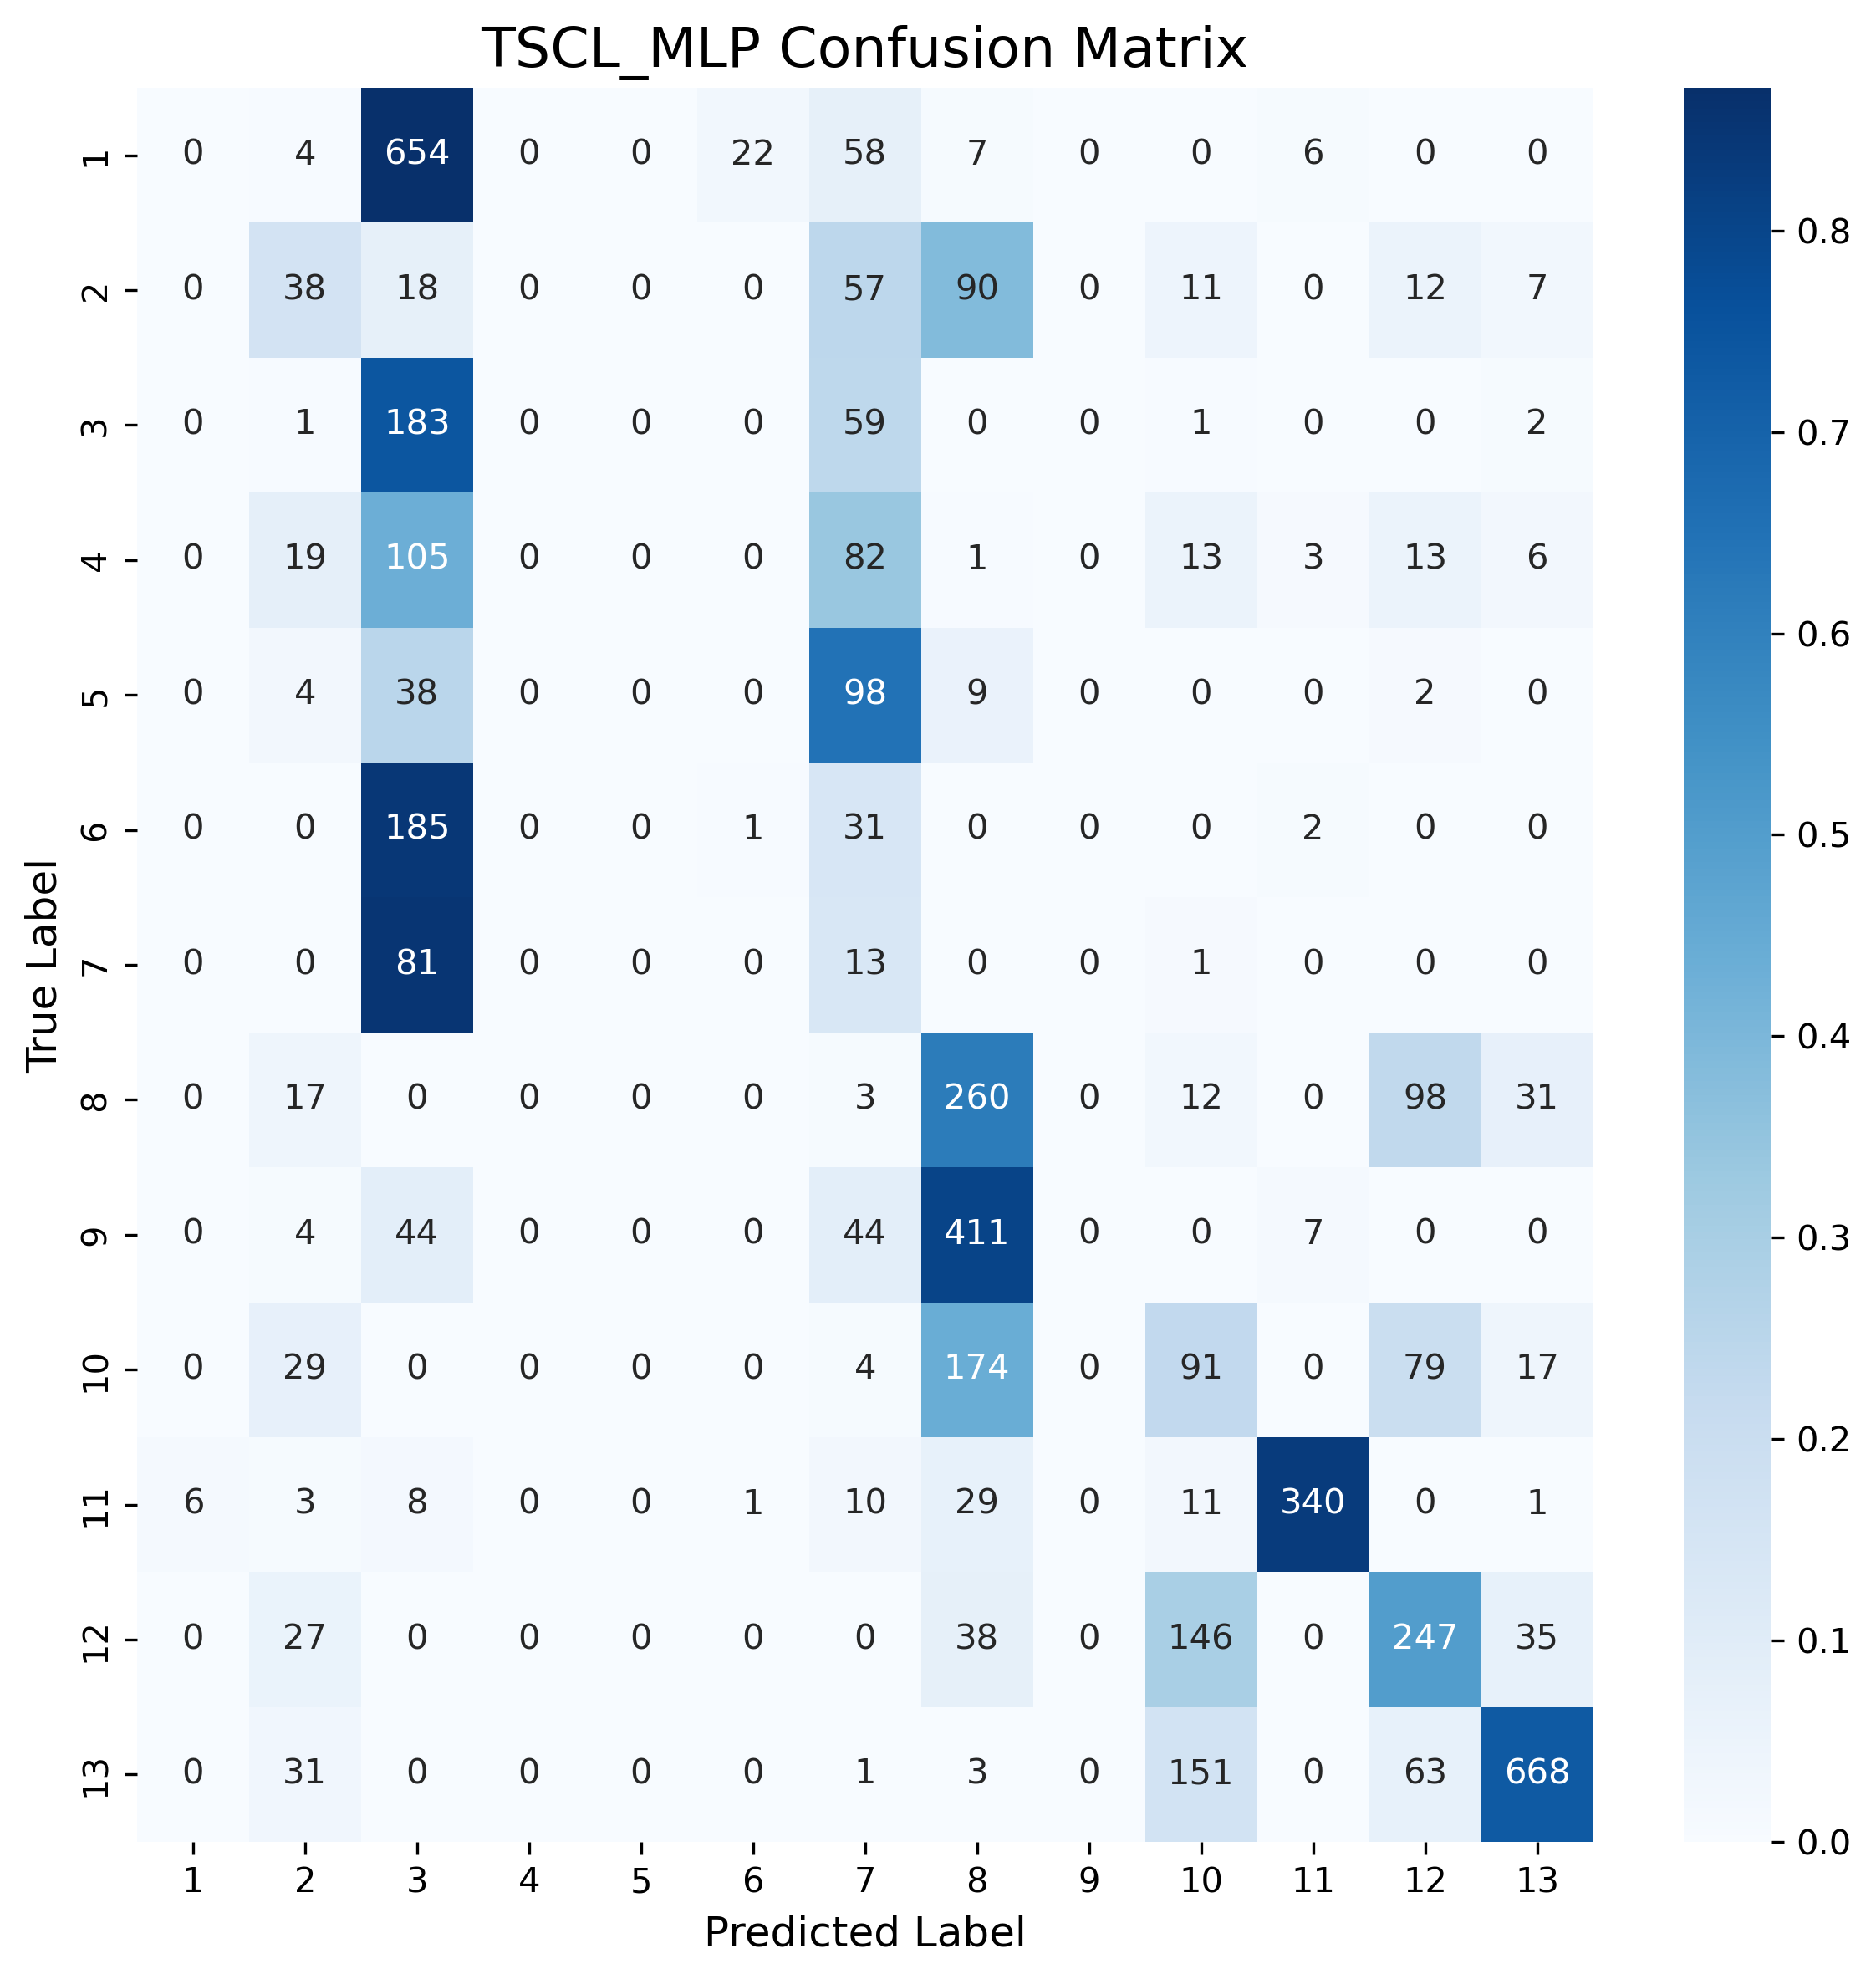 TSCL_MLP Confusion Matrix
1 0 4 654 0 0 22 58 7 0 0 6 0 0
2 0 38 18 0 0 0 57 90 0 11 0 12 7
3 0 1 183 0 0 0 59 0 0 1 0 0 2
4 0 19 105 0 0 0 82 1 0 13 3 13 6
5 0 4 38 0 0 0 98 9 0 0 0 2 0
6 0 0 185 0 0 1 31 0 0 0 2 0 0
7 0 0 81 0 0 0 13 0 0 1 0 0 0
8 0 17 0 0 0 0 3 260 0 12 0 98 31
9 0 4 44 0 0 0 44 411 0 0 7 0 0
10 0 29 0 0 0 0 4 174 0 91 0 79 17
11 6 3 8 0 0 1 10 29 0 11 340 0 1
12 0 27 0 0 0 0 0 38 0 146 0 247 35
13 0 31 0 0 0 0 1 3 0 151 0 63 668
1 2 3 4 5 6 7 8 9 10 11 12 13
Predicted Label
True Label
0.8
0.7
0.6
0.5
0.4
0.3
0.2
0.1
0.0